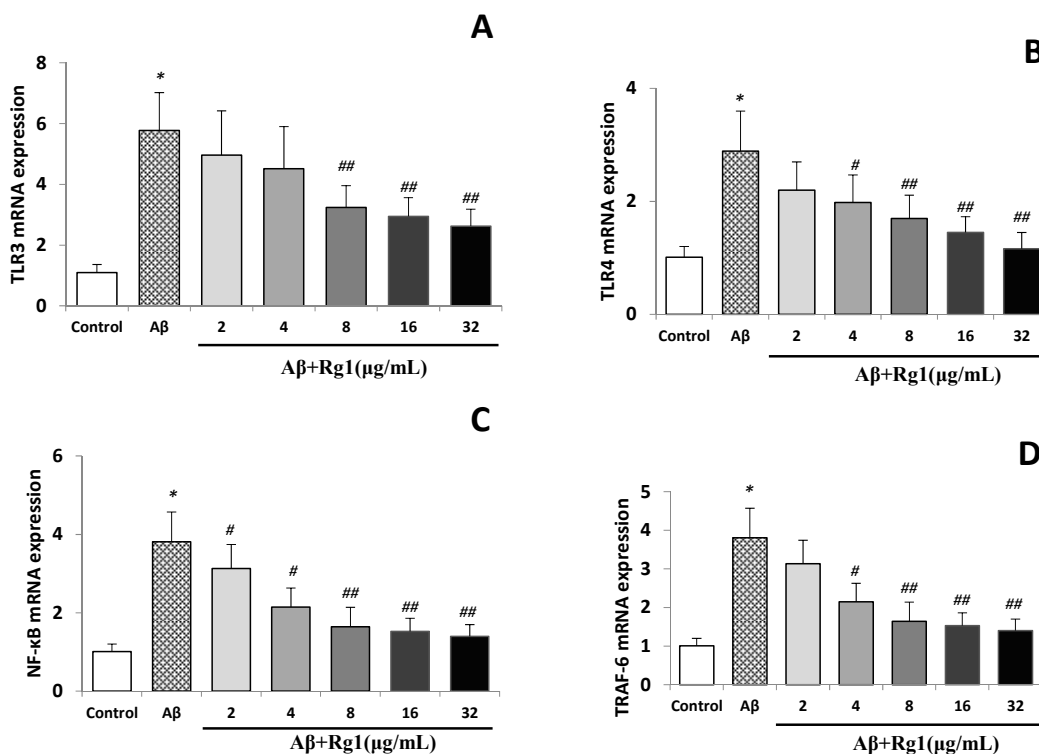 A
TLR3 mRNA expression
8
6
4
2
0
*
##
##
##
Control
Aβ
2
4
8
16
32
Aβ+Rg1(μg/mL)
B
TLR4 mRNA expression
4
2
0
*
#
##
##
##
Control
Aβ
2
4
8
16
32
Aβ+Rg1(μg/mL)
C
NF-κB mRNA expression
6
4
2
0
*
#
#
##
##
##
Control
Aβ
2
4
8
16
32
Aβ+Rg1(μg/mL)
D
TRAF-6 mRNA expression
5
4
3
2
1
0
*
#
##
##
##
Control
Aβ
2
4
8
16
32
Aβ+Rg1(μg/mL)